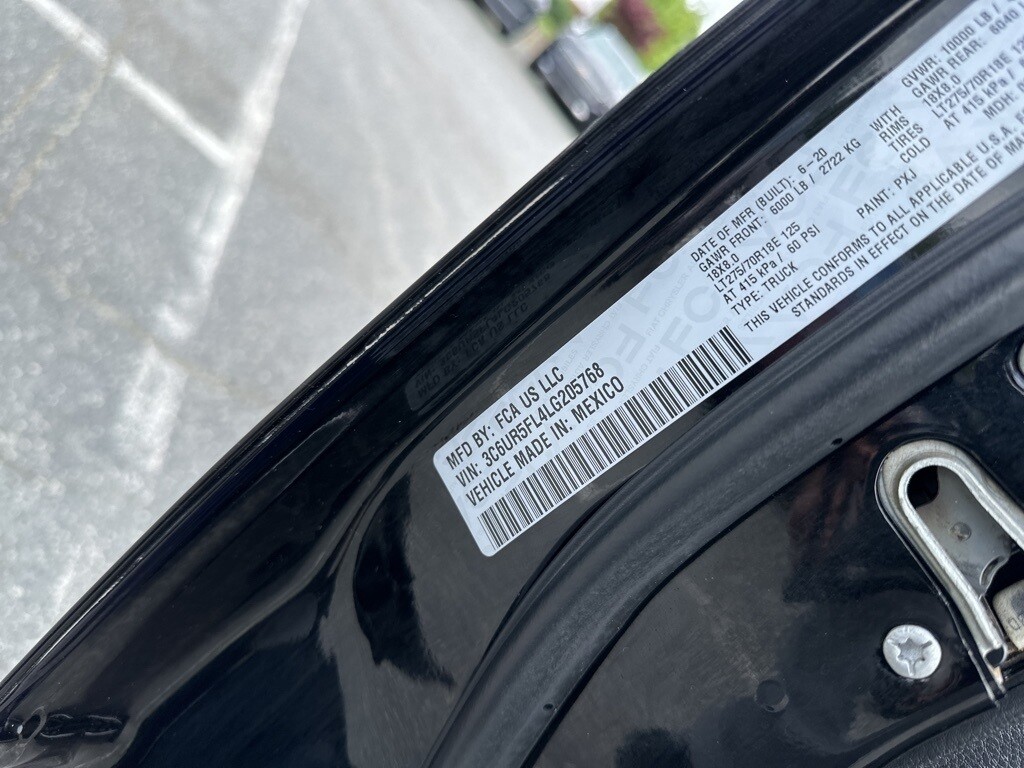 MFD BY: FCA US LLC
VIN: 3C6UR5FL4LG205768
VEHICLE MADE IN: MEXICO
DATE OF MFR (BUILT): 6-20
GAWR FRONT: 6000 LB / 2722 KG
18X8.0
LT275/70R18E 125
AT 415 kPa / 60 PSI
TYPE: TRUCK
PAINT: PXJ
WITH
RIMS
TIRES
COLD
GVWR: 10000 LB /
GAWR REAR: 6040
18X8.0
LT275/70R18E
AT 415 kPa /
MDH:
THIS VEHICLE CONFORMS TO ALL APPLICABLE U.S.A.
STANDARDS IN EFFECT ON THE DATE OF